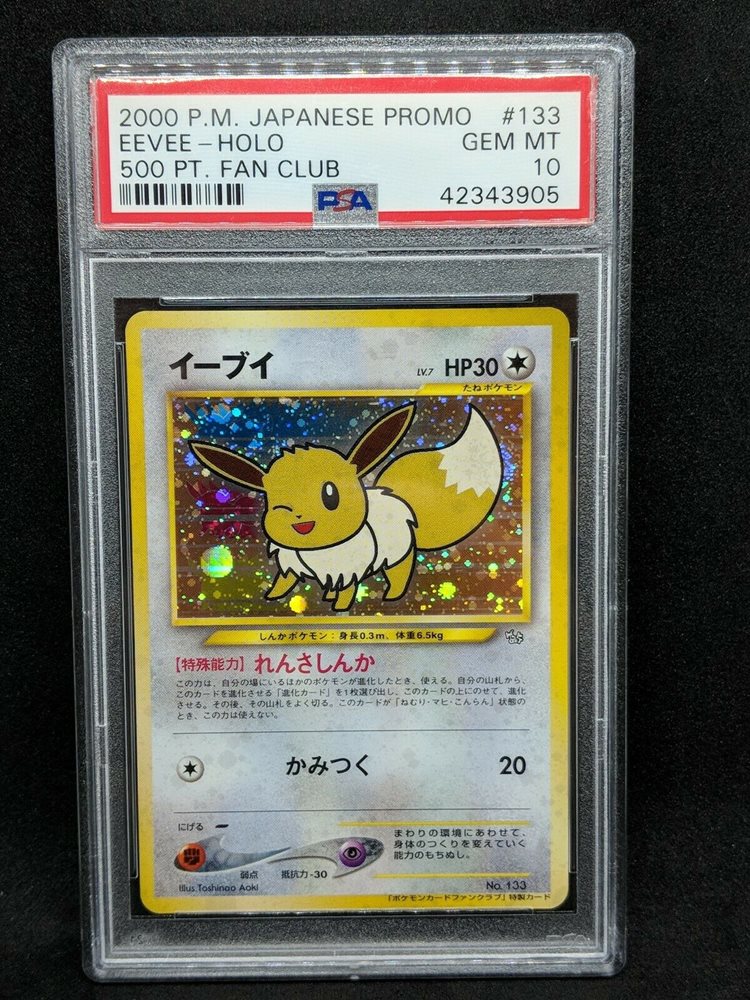 2000 P.M. JAPANESE PROMO #133
EEVEE - HOLO GEM MT
500 PT. FAN CLUB 10
PSA 42343905
イーブイ LV.7 HP30
たねポケモン
しんかポケモン：身長0.3m、体重6.5kg
【特殊能力】れんさしんか
この力は、自分の場にいるほかのポケモンが進化したとき、使える。自分の山札から、
このカードを進化させる「進化カード」を1枚選び出し、このカードの上にのせて、進化
させる。その後、その山札をよく切る。このカードが「ねむり・マヒ・こんらん」状態の
とき、この力は使えない。
かみつく 20
にげる
弱点 抵抗力-30
まわりの環境にあわせて、
身体のつくりを変えていく
能力のもちぬし。
Illus.Toshinao Aoki No. 133
「ポケモンカードファンクラブ」特製カード